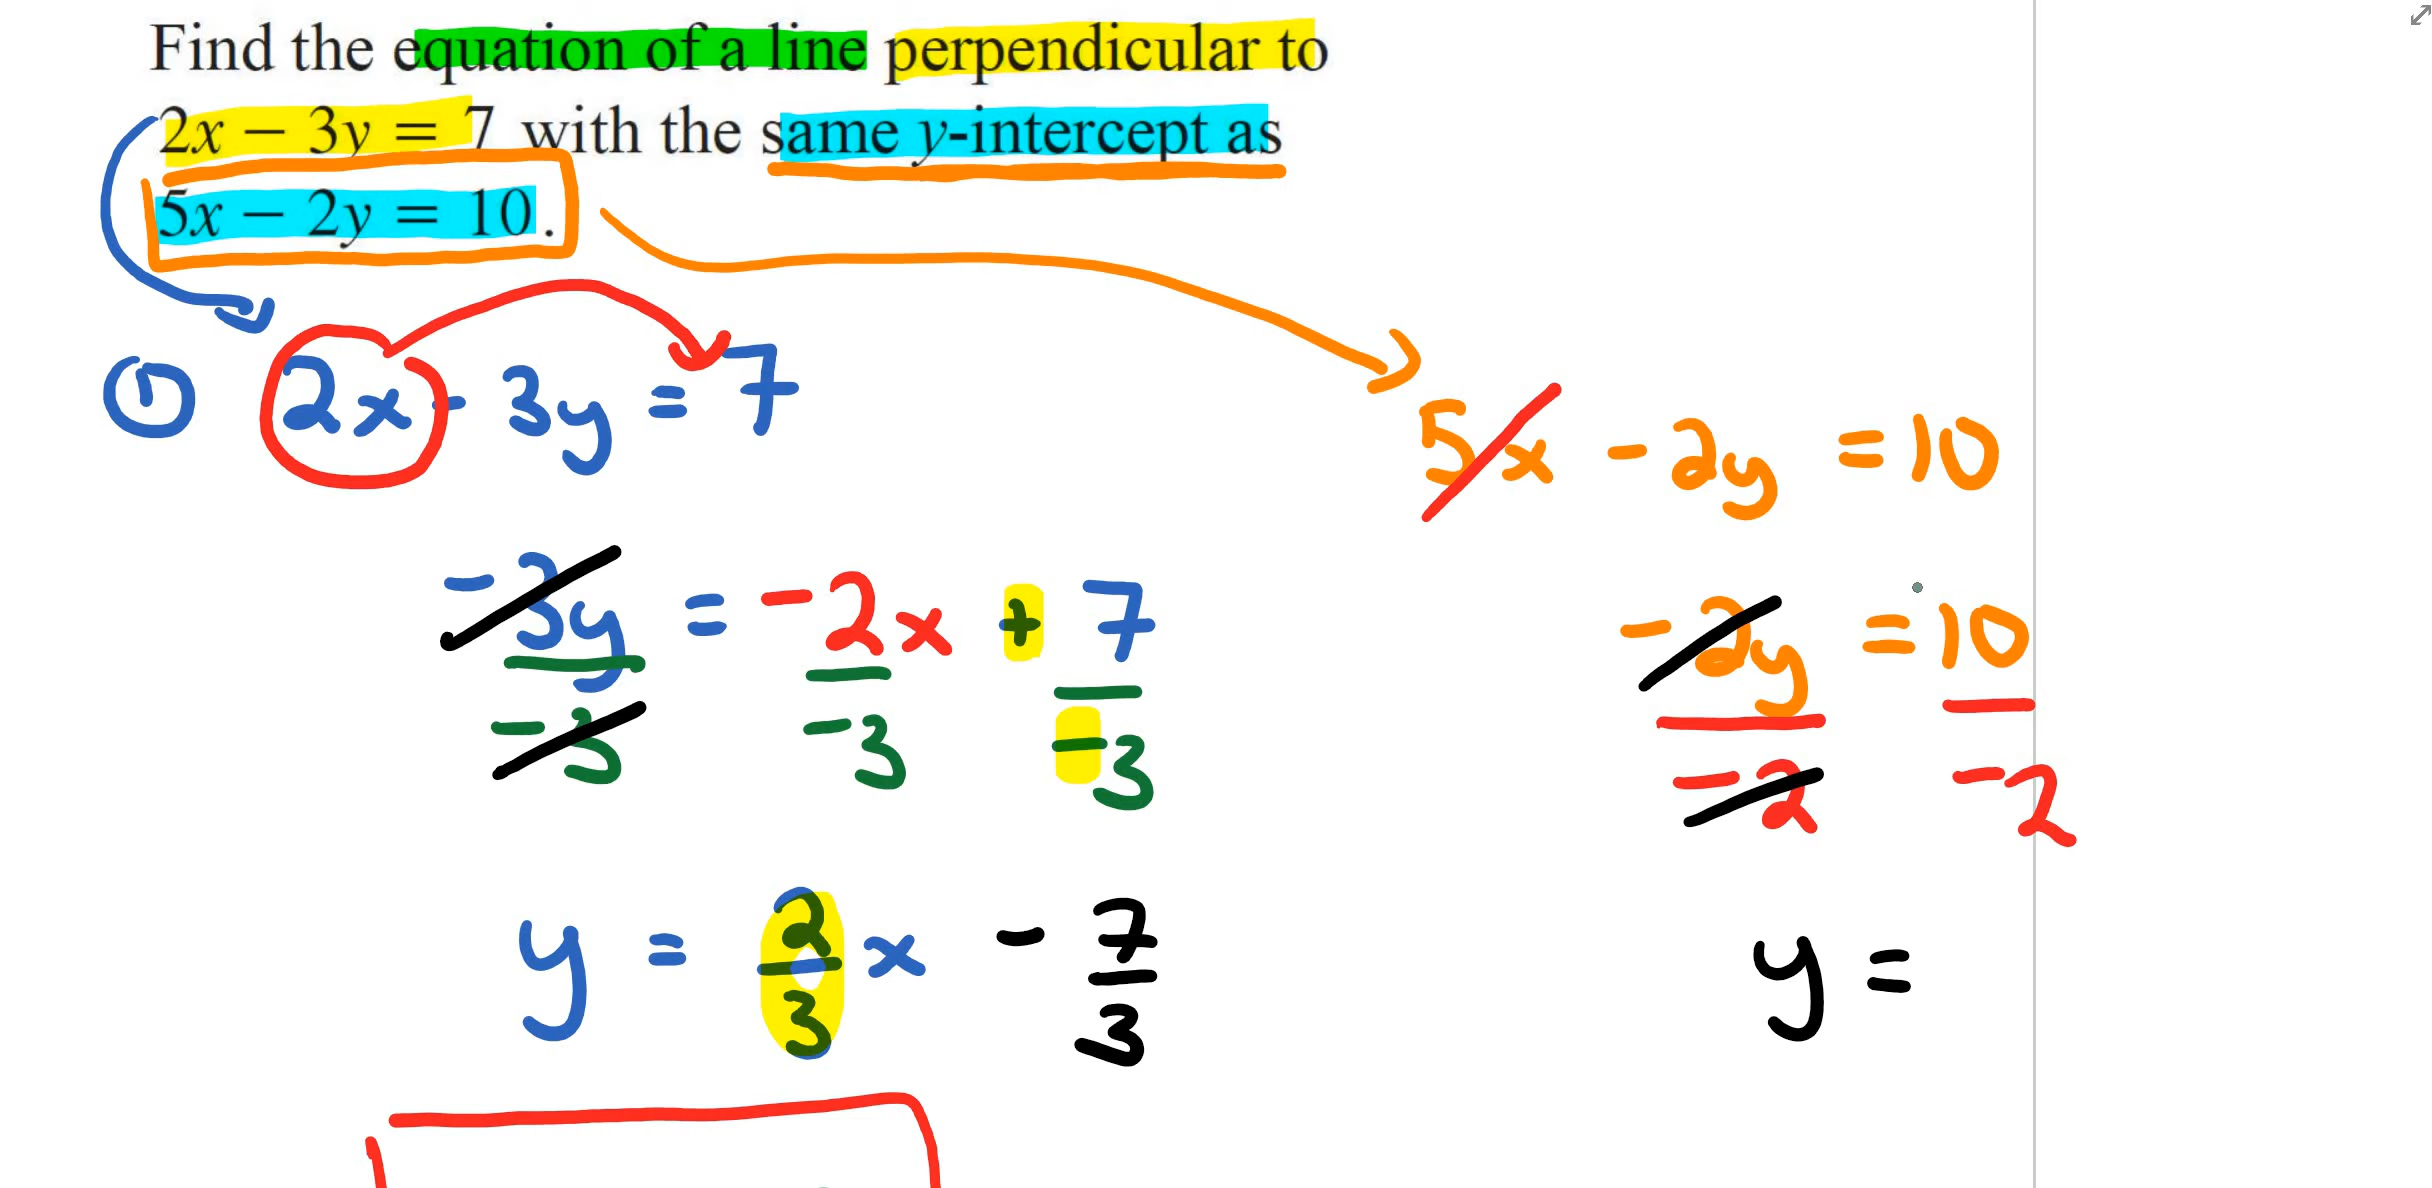 Find the equation of a line perpendicular to
2x − 3y = 7 with the same y-intercept as
5x − 2y = 10.
① 2x - 3y = 7
5x - 2y = 10
-3y = -2x + 7
-3 -3 -3
-2y = 10
-2 -2
y = 2/3 x - 7/3
y =